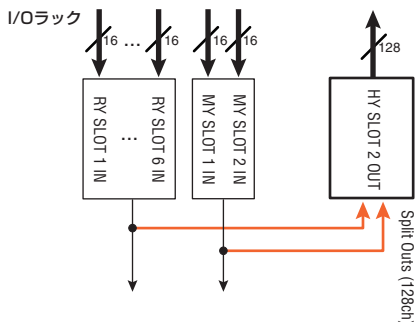 I/Oラック
16 ... 16 16 16 128
RY SLOT 1 IN
...
RY SLOT 6 IN
MY SLOT 1 IN
MY SLOT 2 IN
HY SLOT 2 OUT
Split Outs (128ch)